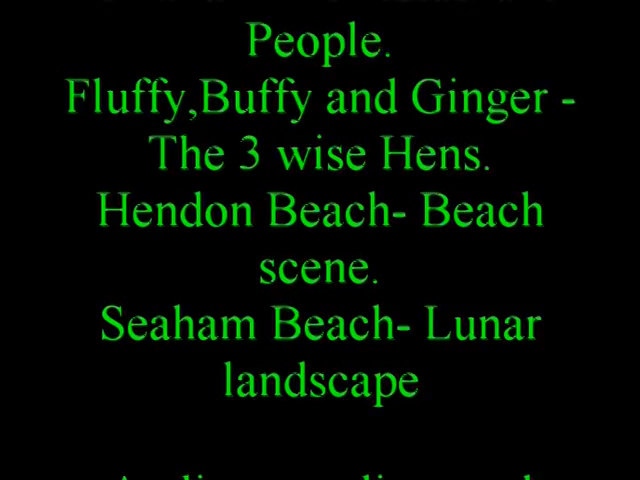 People.
Fluffy,Buffy and Ginger -
The 3 wise Hens.
Hendon Beach- Beach
scene.
Seaham Beach- Lunar
landscape